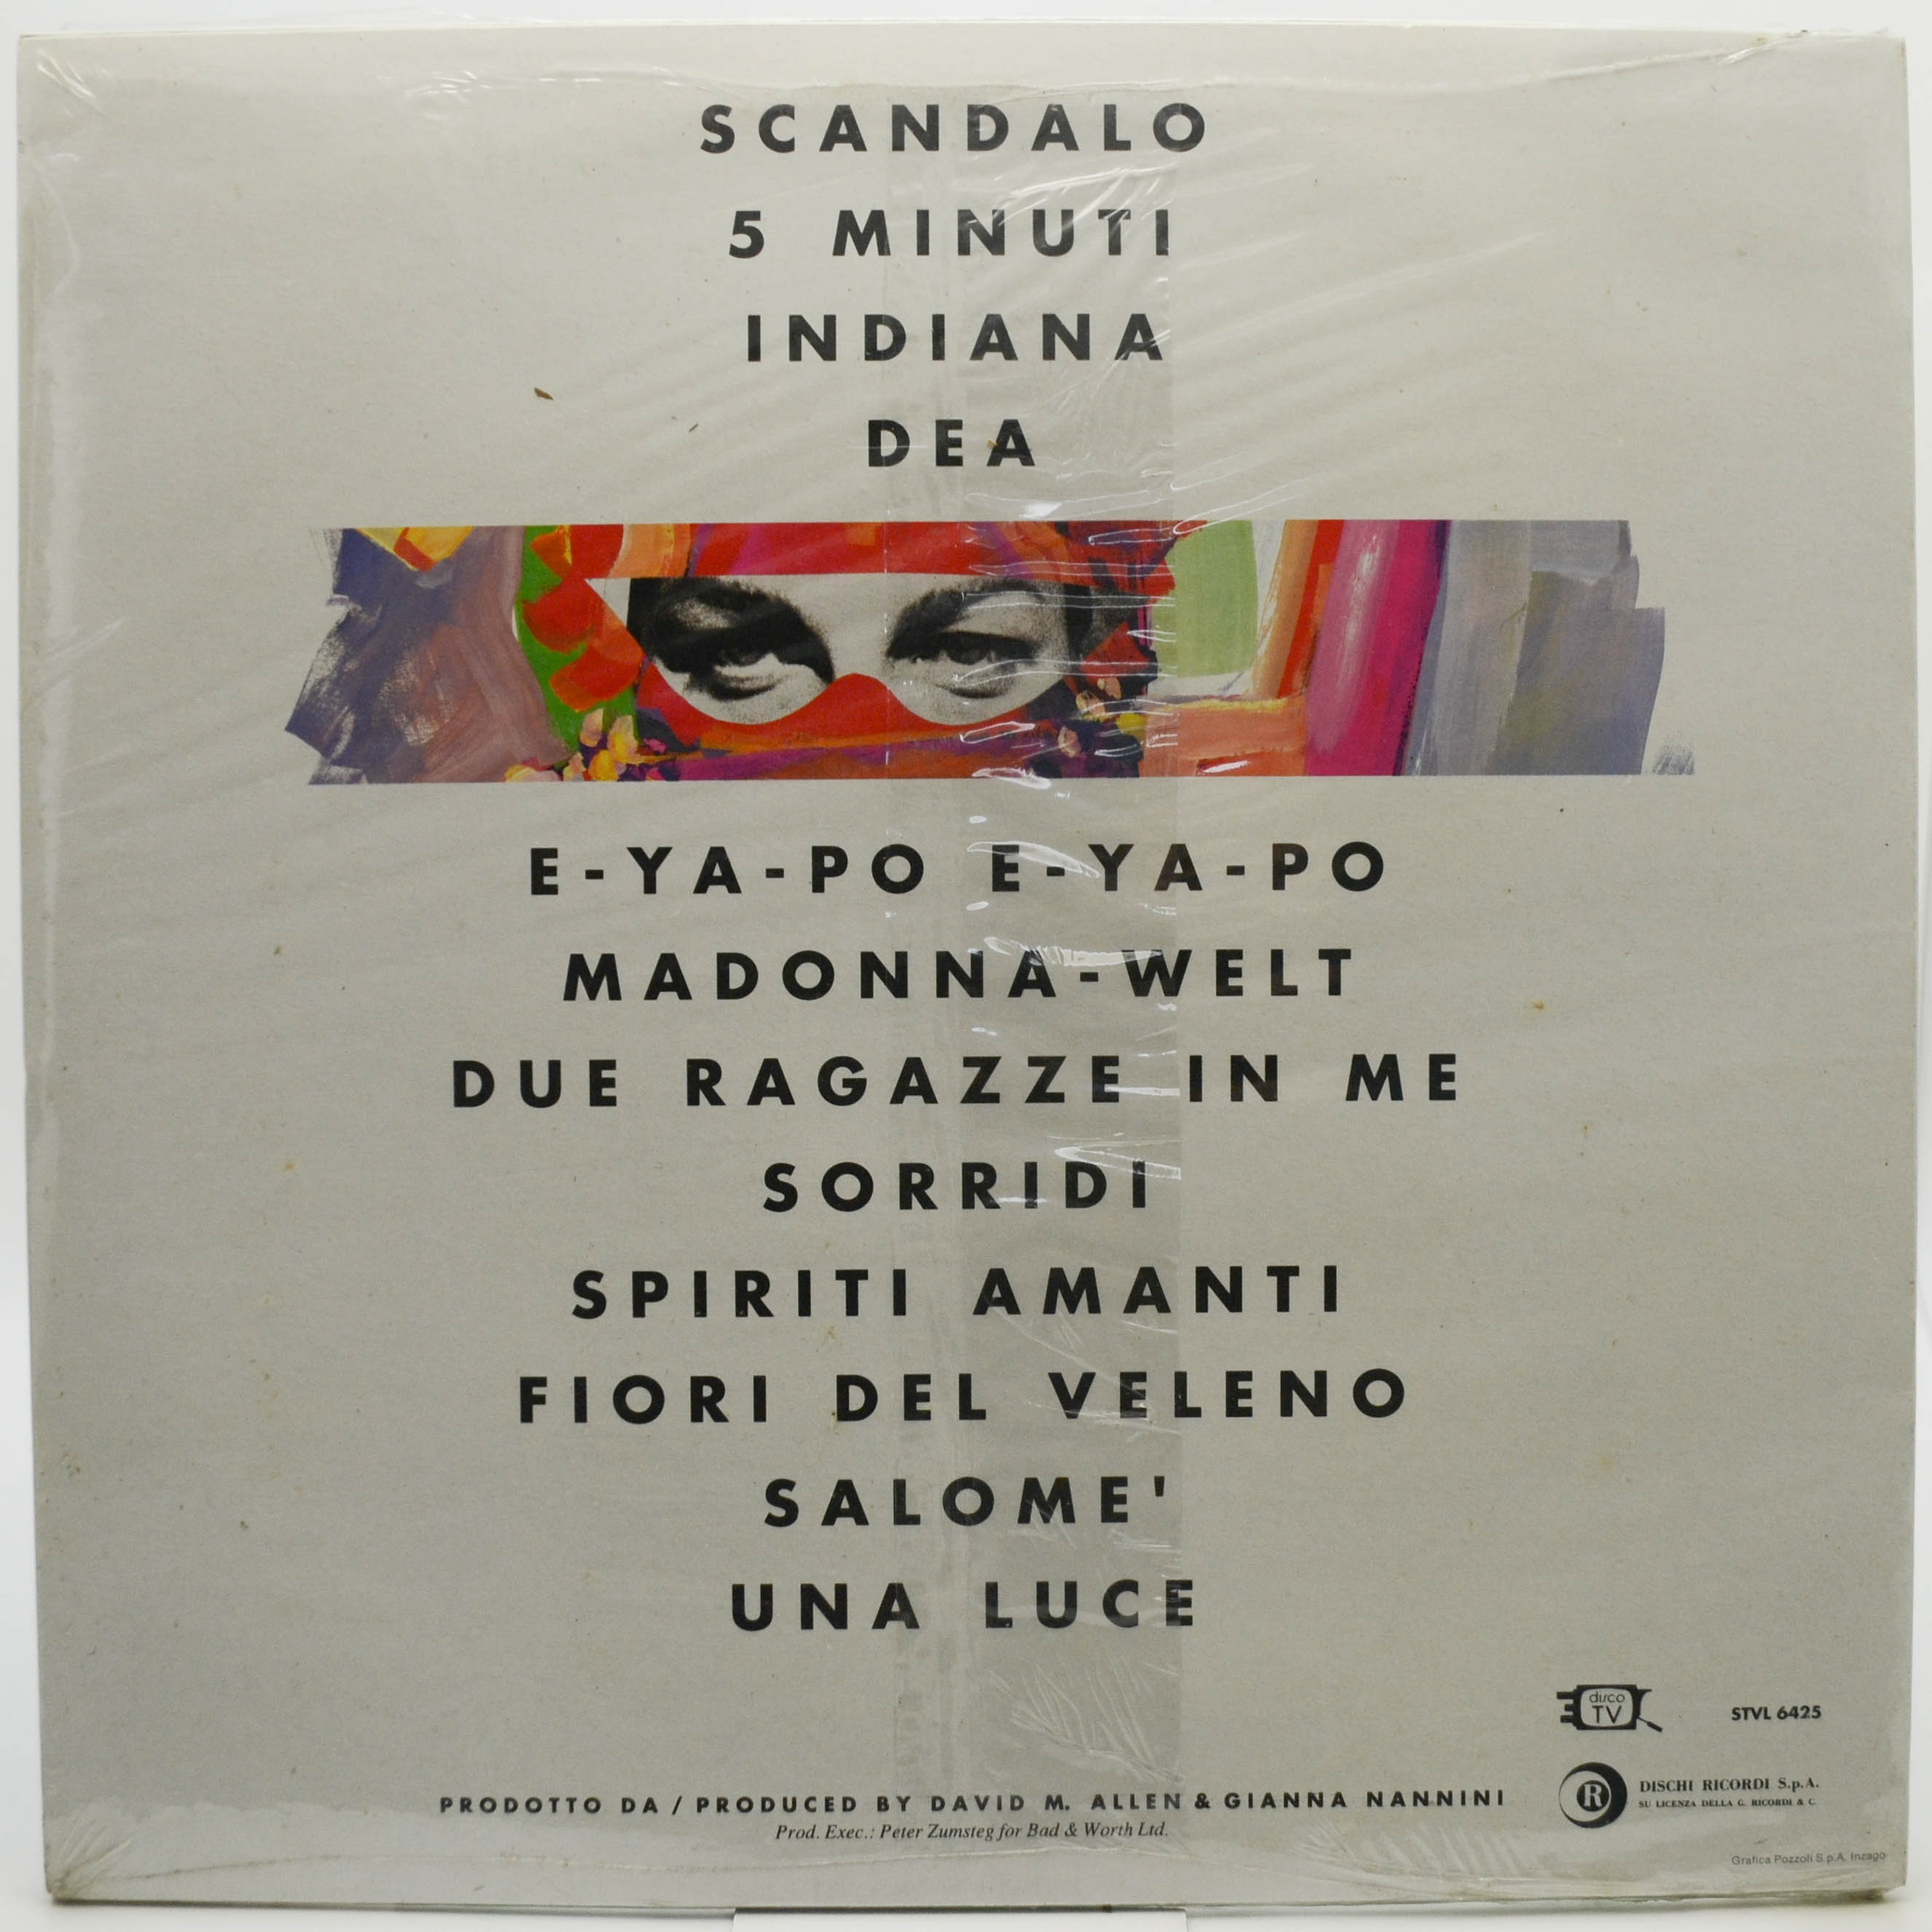 SCANDALO
5 MINUTI
INDIANA
DEA
E-YA-PO E-YA-PO
MADONNA-WELT
DUE RAGAZZE IN ME
SORRIDI
SPIRITI AMANTI
FIORI DEL VELENO
SALOME'
UNA LUCE
disco
TV
STVL 6425
PRODOTTO DA / PRODUCED BY DAVID M. ALLEN & GIANNA NANNINI
Prod. Exec.: Peter Zumsteg for Bad & Worth Ltd.
R
DISCHI RICORDI S.p.A.
SU LICENZA DELLA G. RICORDI & C.
Grafica Pozzoli S.p.A. Inzago